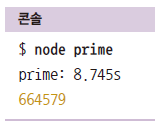 콘솔
$ node prime
prime: 8.745s
664579